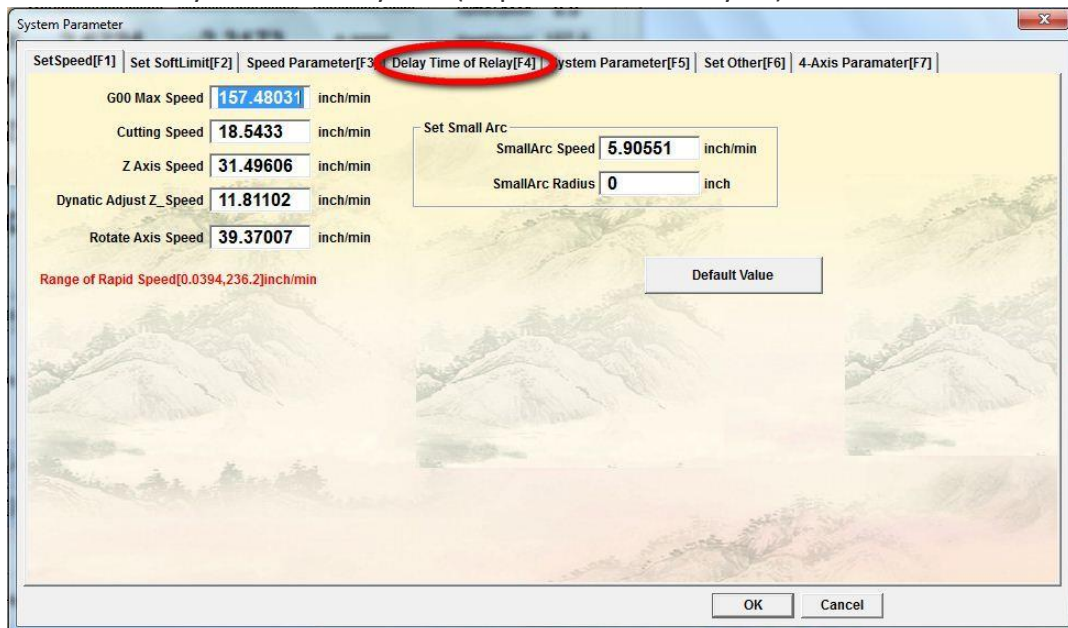 System Parameter
SetSpeed[F1] Set SoftLimit[F2] Speed Parameter[F3] Delay Time of Relay[F4] System Parameter[F5] Set Other[F6] 4-Axis Paramater[F7]
G00 Max Speed 157.48031 inch/min
Cutting Speed 18.5433 inch/min
Z Axis Speed 31.49606 inch/min
Dynatic Adjust Z_Speed 11.81102 inch/min
Rotate Axis Speed 39.37007 inch/min
Range of Rapid Speed[0.0394,236.2]inch/min
Set Small Arc
SmallArc Speed 5.90551 inch/min
SmallArc Radius 0 inch
Default Value
OK Cancel